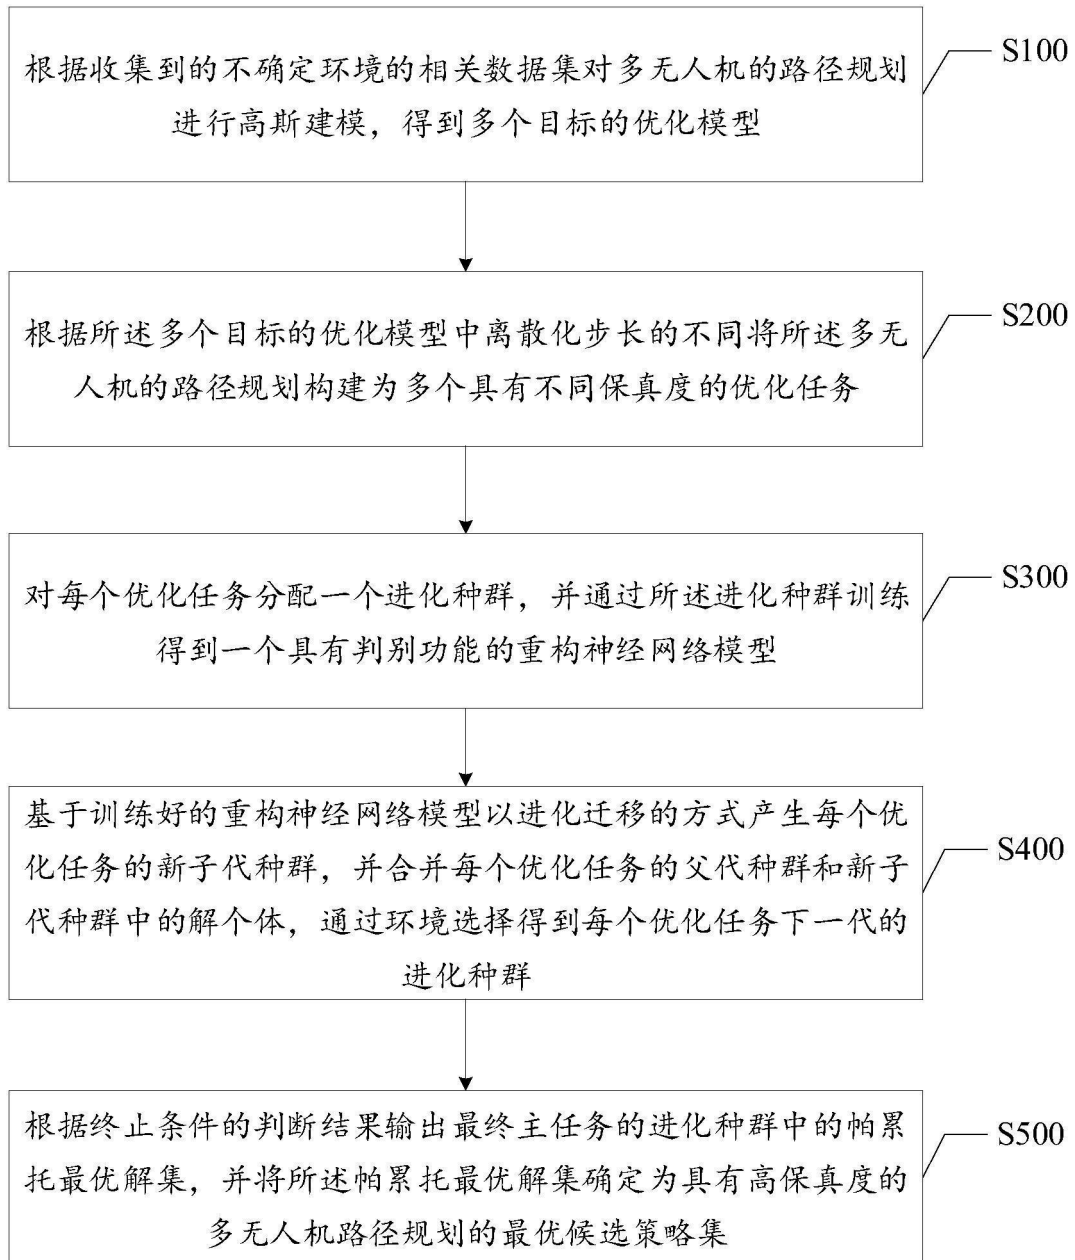 根据收集到的不确定环境的相关数据集对多无人机的路径规划
进行高斯建模，得到多个目标的优化模型
S100
根据所述多个目标的优化模型中离散化步长的不同将所述多无
人机的路径规划构建为多个具有不同保真度的优化任务
S200
对每个优化任务分配一个进化种群，并通过所述进化种群训练
得到一个具有判别功能的重构神经网络模型
S300
基于训练好的重构神经网络模型以进化迁移的方式产生每个优
化任务的新子代种群，并合并每个优化任务的父代种群和新子
代种群中的解个体，通过环境选择得到每个优化任务下一代的
进化种群
S400
根据终止条件的判断结果输出最终主任务的进化种群中的帕累
托最优解集，并将所述帕累托最优解集确定为具有高保真度的
多无人机路径规划的最优候选策略集
S500